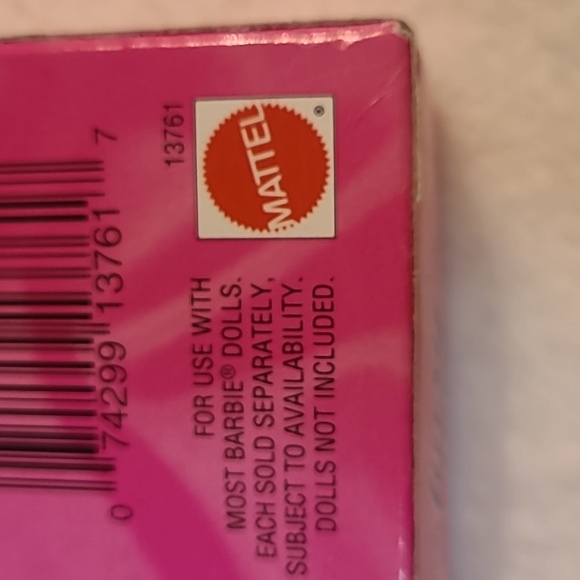 0 74299 13761 7
13761
MATTEL®
FOR USE WITH
MOST BARBIE® DOLLS.
EACH SOLD SEPARATELY,
SUBJECT TO AVAILABILITY.
DOLLS NOT INCLUDED.